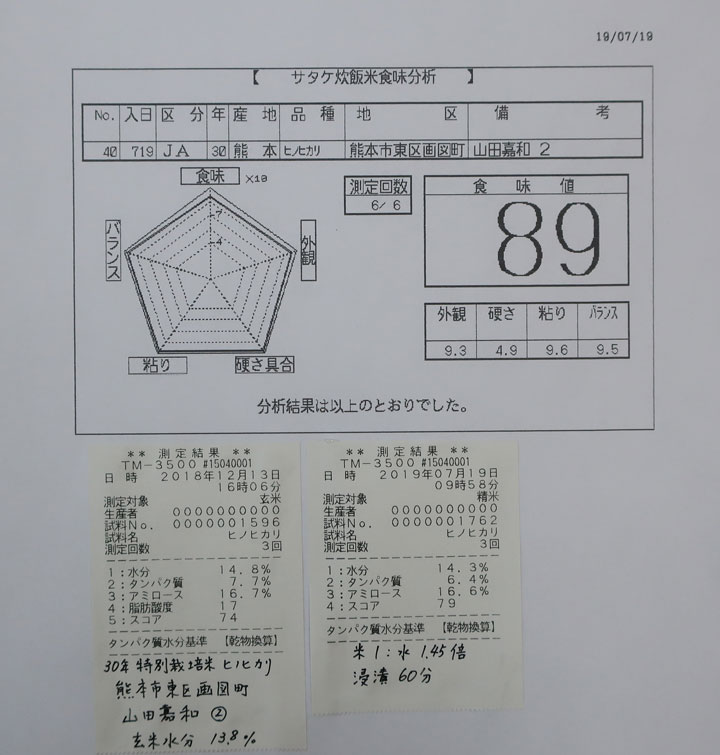 19/07/19
【 サタケ炊飯米食味分析 】
No. 入日 区分 年 産地 品種 地区 備考
40 719 JA 30 熊本 ヒノヒカリ 熊本市東区画図町 山田嘉和 2
食味 ×10
7
4
外観
硬さ具合
粘り
バランス
測定回数
6/ 6
食味値
89
外観 硬さ 粘り バランス
9.3 4.9 9.6 9.5
分析結果は以上のとおりでした。
** 測定結果 **
TM-3500 #15040001
日時 2018年12月13日
16時06分
測定対象 玄米
生産者 0000000000
試料No. 0000001596
試料名 ヒノヒカリ
測定回数 3回
1:水分 14.8%
2:タンパク質 7.7%
3:アミロース 16.7%
4:脂肪酸度 17
5:スコア 74
タンパク質水分基準 【乾物換算】
30年特別栽培米ヒノヒカリ
熊本市東区画図町
山田嘉和 ②
玄米水分 13.8%
** 測定結果 **
TM-3500 #15040001
日時 2019年07月19日
09時58分
測定対象 精米
生産者 0000000000
試料No. 0000001762
試料名 ヒノヒカリ
測定回数 3回
1:水分 14.3%
2:タンパク質 6.4%
3:アミロース 16.6%
4:スコア 79
タンパク質水分基準 【乾物換算】
米1:水1.45倍
浸漬60分